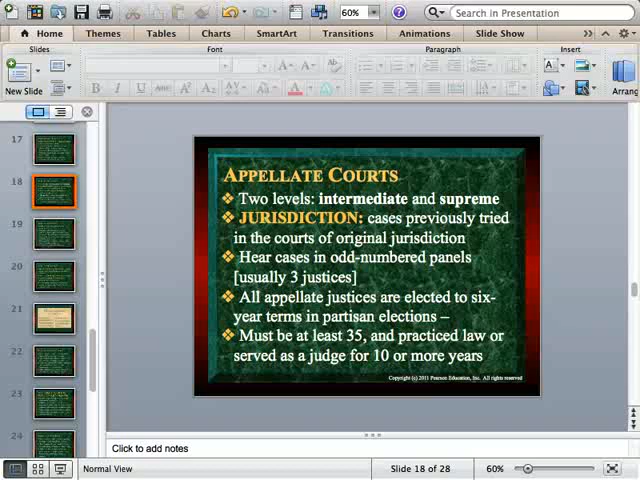 60%
Search in Presentation
Home Themes Tables Charts SmartArt Transitions Animations Slide Show
Slides Font Paragraph Insert
New Slide
B I U
Arrang
17
18
19
20
21
22
23
24
APPELLATE COURTS
❖ Two levels: intermediate and supreme
❖ JURISDICTION: cases previously tried
in the courts of original jurisdiction
❖ Hear cases in odd-numbered panels
[usually 3 justices]
❖ All appellate justices are elected to six-
year terms in partisan elections –
❖ Must be at least 35, and practiced law or
served as a judge for 10 or more years
Copyright (c) 2011 Pearson Education, Inc. All rights reserved
Click to add notes
Normal View Slide 18 of 28 60%